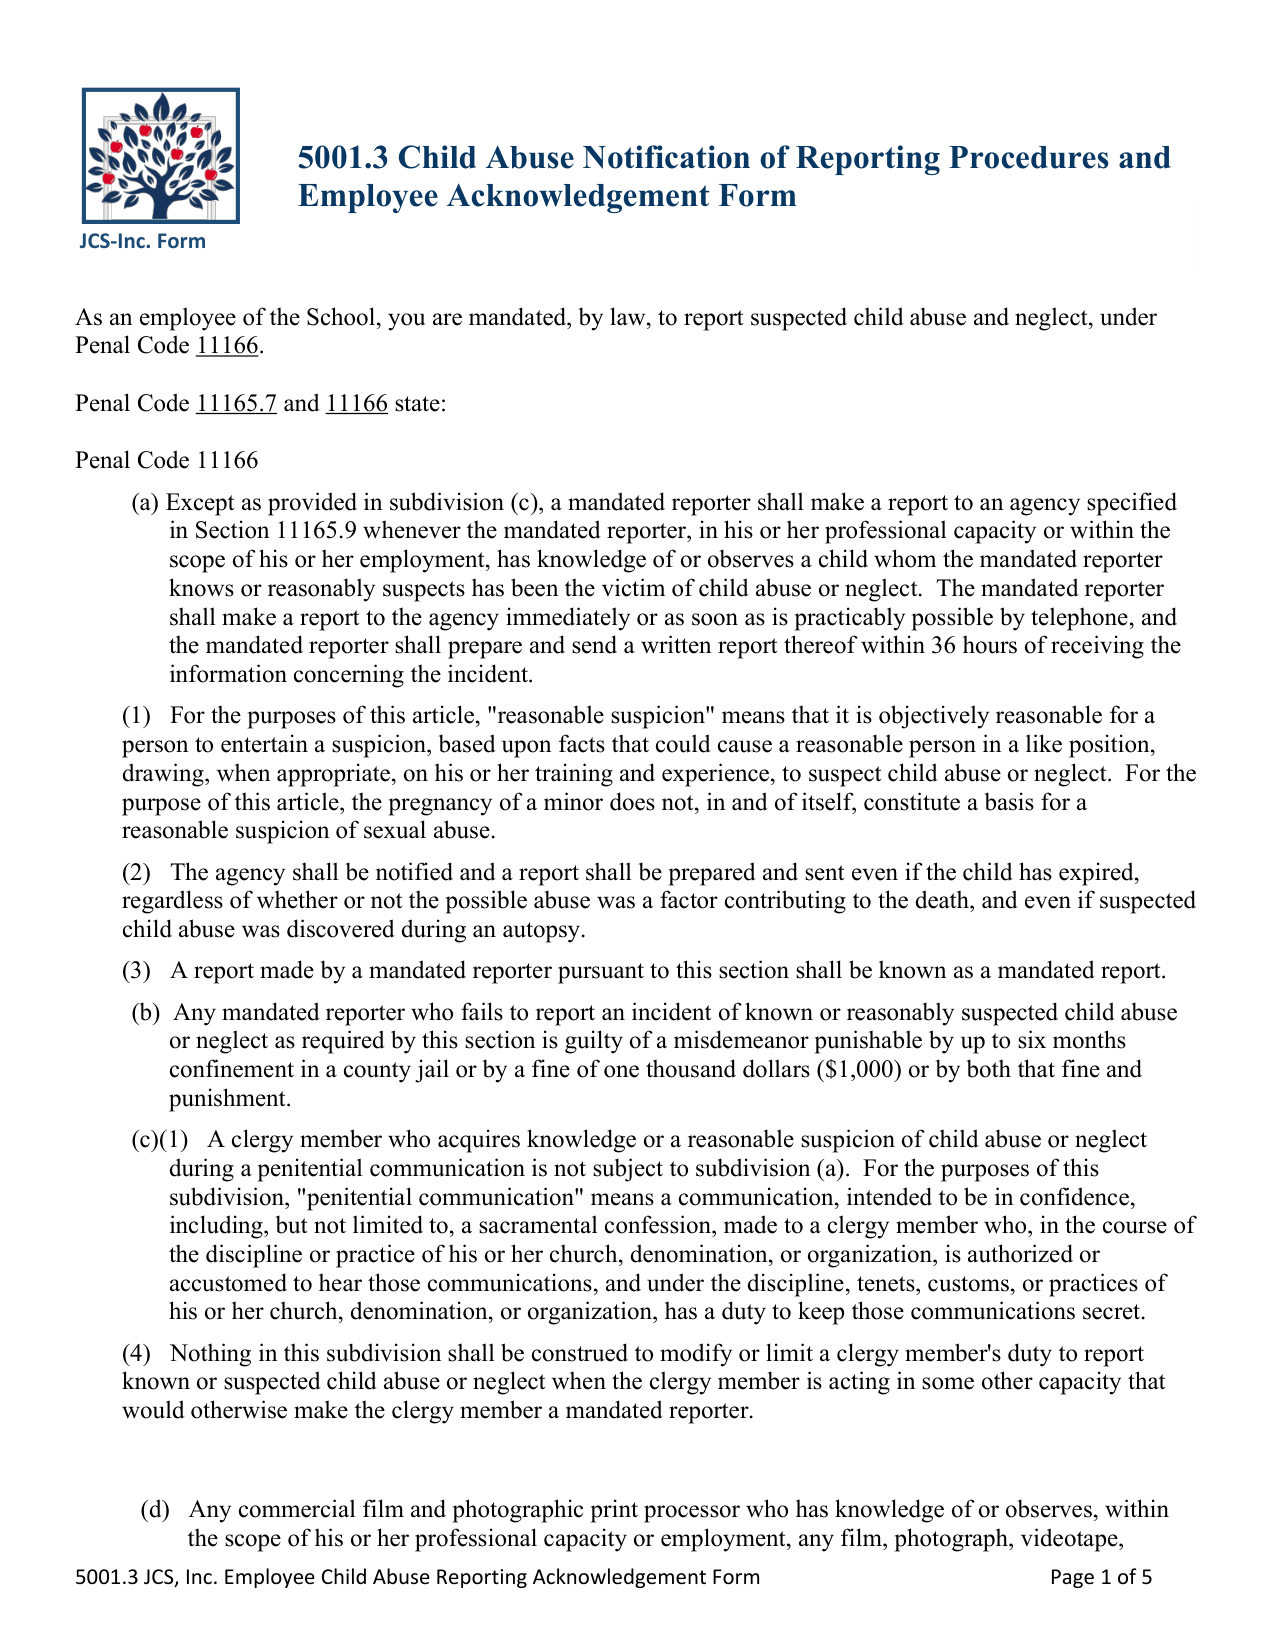 5001.3 Child Abuse Notification of Reporting Procedures and
Employee Acknowledgement Form
JCS-Inc. Form
As an employee of the School, you are mandated, by law, to report suspected child abuse and neglect, under
Penal Code 11166.
Penal Code 11165.7 and 11166 state:
Penal Code 11166
(a) Except as provided in subdivision (c), a mandated reporter shall make a report to an agency specified
in Section 11165.9 whenever the mandated reporter, in his or her professional capacity or within the
scope of his or her employment, has knowledge of or observes a child whom the mandated reporter
knows or reasonably suspects has been the victim of child abuse or neglect.  The mandated reporter
shall make a report to the agency immediately or as soon as is practicably possible by telephone, and
the mandated reporter shall prepare and send a written report thereof within 36 hours of receiving the
information concerning the incident.
(1)   For the purposes of this article, "reasonable suspicion" means that it is objectively reasonable for a
person to entertain a suspicion, based upon facts that could cause a reasonable person in a like position,
drawing, when appropriate, on his or her training and experience, to suspect child abuse or neglect.  For the
purpose of this article, the pregnancy of a minor does not, in and of itself, constitute a basis for a
reasonable suspicion of sexual abuse.
(2)   The agency shall be notified and a report shall be prepared and sent even if the child has expired,
regardless of whether or not the possible abuse was a factor contributing to the death, and even if suspected
child abuse was discovered during an autopsy.
(3)   A report made by a mandated reporter pursuant to this section shall be known as a mandated report.
(b)  Any mandated reporter who fails to report an incident of known or reasonably suspected child abuse
or neglect as required by this section is guilty of a misdemeanor punishable by up to six months
confinement in a county jail or by a fine of one thousand dollars ($1,000) or by both that fine and
punishment.
(c)(1)   A clergy member who acquires knowledge or a reasonable suspicion of child abuse or neglect
during a penitential communication is not subject to subdivision (a).  For the purposes of this
subdivision, "penitential communication" means a communication, intended to be in confidence,
including, but not limited to, a sacramental confession, made to a clergy member who, in the course of
the discipline or practice of his or her church, denomination, or organization, is authorized or
accustomed to hear those communications, and under the discipline, tenets, customs, or practices of
his or her church, denomination, or organization, has a duty to keep those communications secret.
(4)   Nothing in this subdivision shall be construed to modify or limit a clergy member's duty to report
known or suspected child abuse or neglect when the clergy member is acting in some other capacity that
would otherwise make the clergy member a mandated reporter.
(d)   Any commercial film and photographic print processor who has knowledge of or observes, within
the scope of his or her professional capacity or employment, any film, photograph, videotape,
5001.3 JCS, Inc. Employee Child Abuse Reporting Acknowledgement Form Page 1 of 5